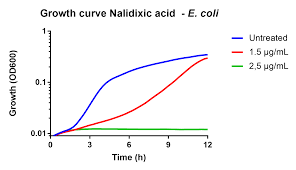 Growth curve Nalidixic acid - E. coli
Growth (OD600)
1
0.1
0.01
0
3
6
9
12
Time (h)
Untreated
1.5 µg/mL
2,5 µg/mL